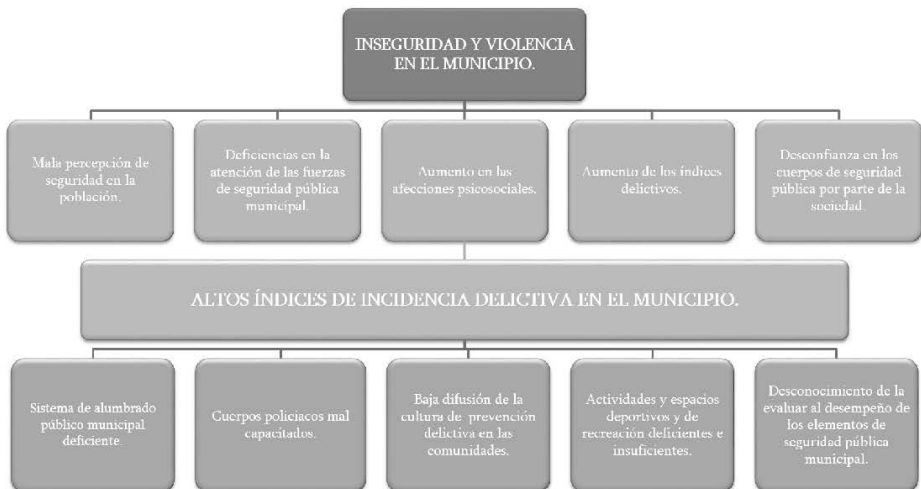 INSEGURIDAD Y VIOLENCIA
EN EL MUNICIPIO.
Mala percepción de
seguridad en la
población.
Deficiencias en la
atención de las fuerzas
de seguridad pública
municipal.
Aumento en las
afecciones psicosociales.
Aumento de los índices
delictivos.
Desconfianza en los
cuerpos de seguridad
pública por parte de la
sociedad.
ALTOS ÍNDICES DE INCIDENCIA DELICTIVA EN EL MUNICIPIO.
Sistema de alumbrado
público municipal
deficiente.
Cuerpos policiacos mal
capacitados.
Baja difusión de la
cultura de prevención
delictiva en las
comunidades.
Actividades y espacios
deportivos y de
recreación deficientes e
insuficientes.
Desconocimiento de la
evaluar al desempeño de
los elementos de
seguridad pública
municipal.